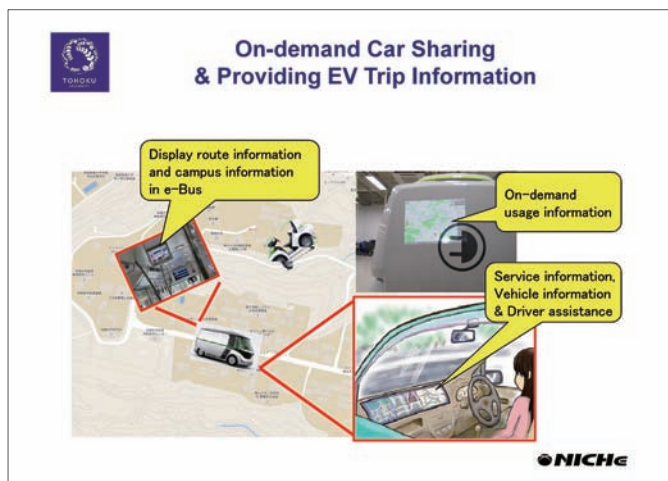 TOHOKU
UNIVERSITY
On-demand Car Sharing
& Providing EV Trip Information
Display route information
and campus information
in e-Bus
On-demand
usage information
Service information,
Vehicle information
& Driver assistance
NICHe